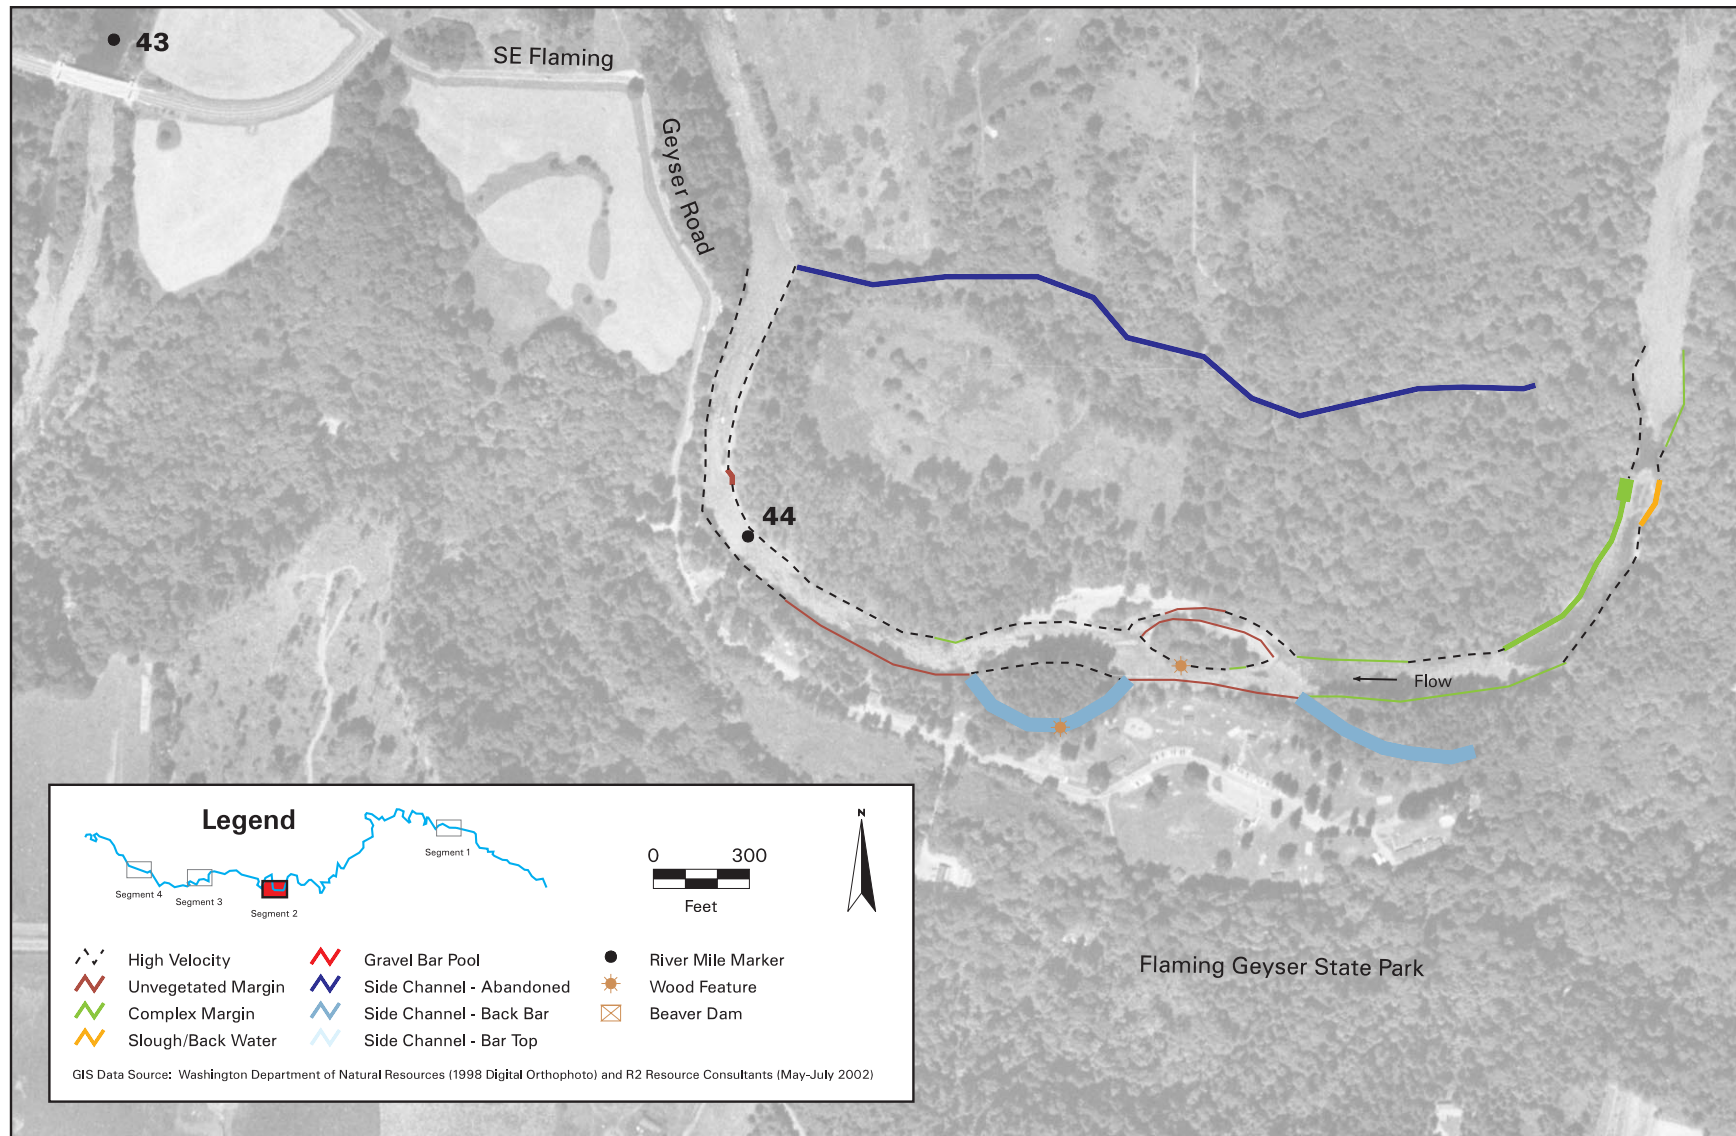 43
SE Flaming
Geyser Road
44
Flow
Flaming Geyser State Park
Legend
Segment 1
Segment 4
Segment 3
Segment 2
0 300
Feet
N
High Velocity
Unvegetated Margin
Complex Margin
Slough/Back Water
Gravel Bar Pool
Side Channel - Abandoned
Side Channel - Back Bar
Side Channel - Bar Top
River Mile Marker
Wood Feature
Beaver Dam
GIS Data Source: Washington Department of Natural Resources (1998 Digital Orthophoto) and R2 Resource Consultants (May-July 2002)